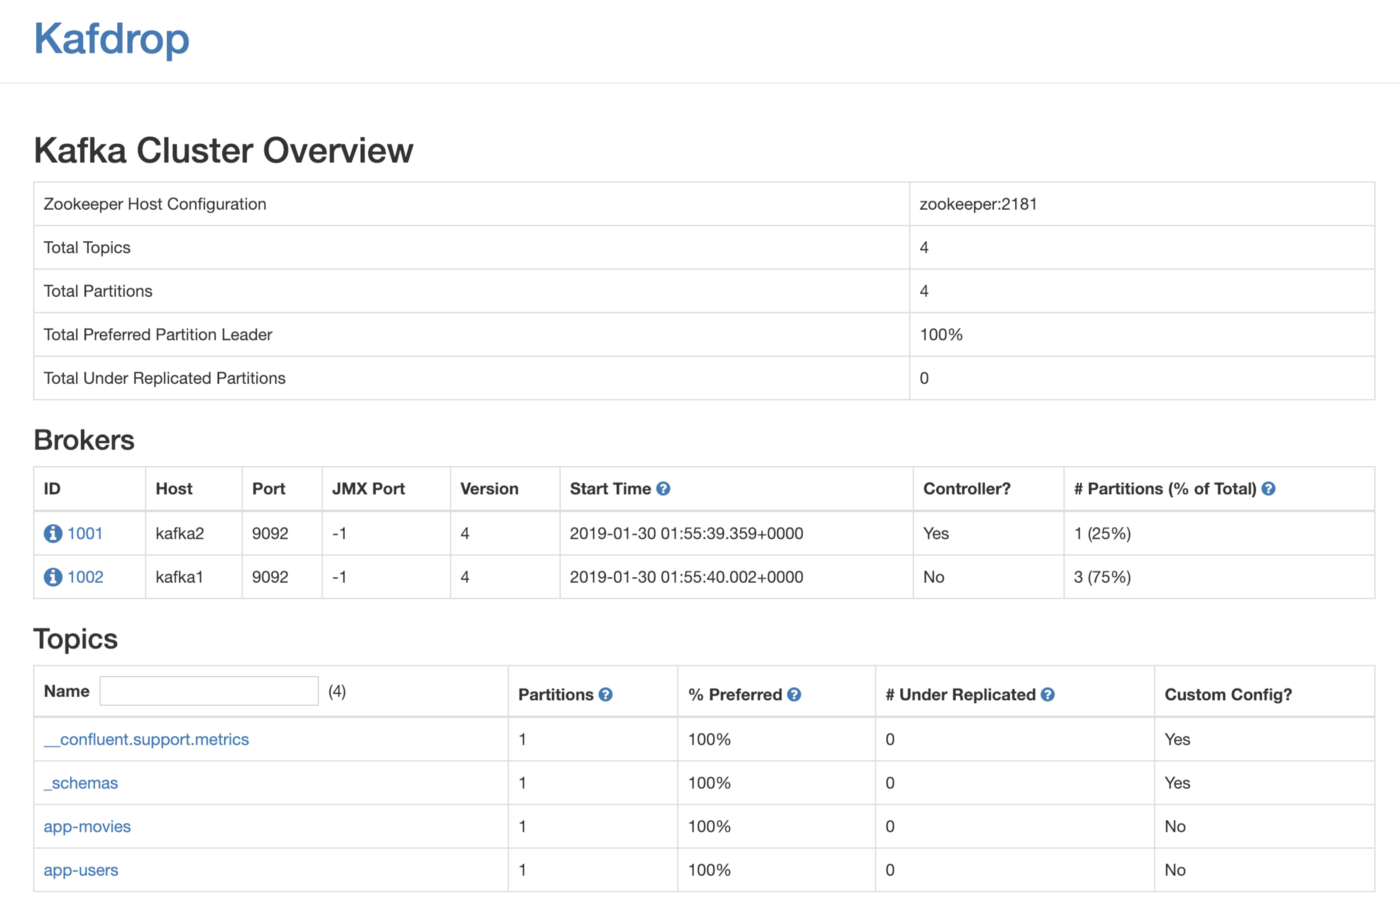 Kafdrop
Kafka Cluster Overview
Zookeeper Host Configuration zookeeper:2181
Total Topics 4
Total Partitions 4
Total Preferred Partition Leader 100%
Total Under Replicated Partitions 0
Brokers
ID Host Port JMX Port Version Start Time Controller? # Partitions (% of Total)
1001 kafka2 9092 -1 4 2019-01-30 01:55:39.359+0000 Yes 1 (25%)
1002 kafka1 9092 -1 4 2019-01-30 01:55:40.002+0000 No 3 (75%)
Topics
Name (4) Partitions % Preferred # Under Replicated Custom Config?
__confluent.support.metrics 1 100% 0 Yes
_schemas 1 100% 0 Yes
app-movies 1 100% 0 No
app-users 1 100% 0 No